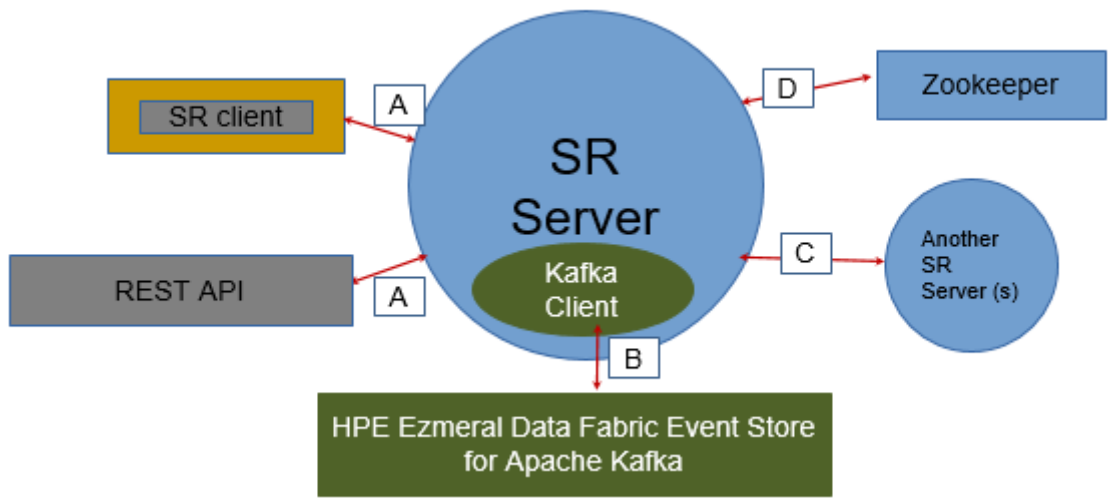 SR client
A
D
Zookeeper
SR
Server
Another
SR
Server (s)
C
REST API
A
Kafka
Client
B
HPE Ezmeral Data Fabric Event Store
for Apache Kafka